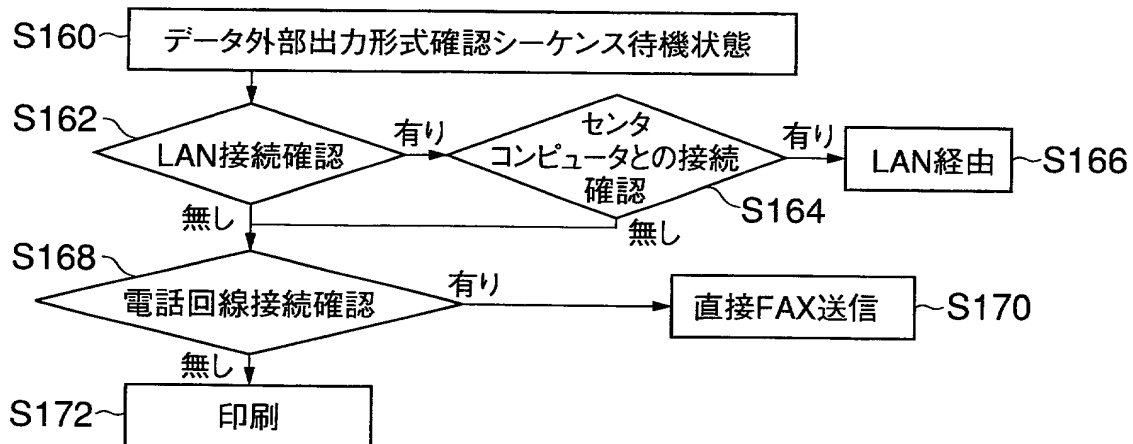 S160
データ外部出力形式確認シーケンス待機状態
S162
LAN接続確認
有り
センタ
コンピュータとの接続
確認
有り
LAN経由
S166
S164
無し
無し
S168
電話回線接続確認
有り
直接FAX送信
S170
無し
S172
印刷